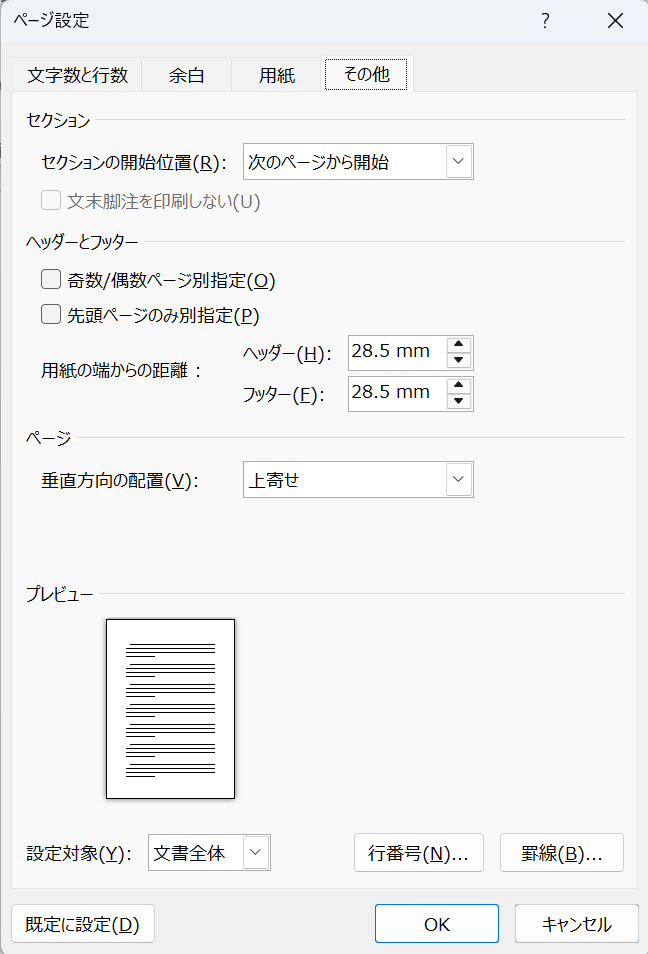 ページ設定 ?
文字数と行数 余白 用紙 その他
セクション
セクションの開始位置(R): 次のページから開始
文末脚注を印刷しない(U)
ヘッダーとフッター
奇数/偶数ページ別指定(O)
先頭ページのみ別指定(P)
用紙の端からの距離：
ヘッダー(H): 28.5 mm
フッター(F): 28.5 mm
ページ
垂直方向の配置(V): 上寄せ
プレビュー
設定対象(Y): 文書全体 行番号(N)... 罫線(B)...
既定に設定(D) OK キャンセル